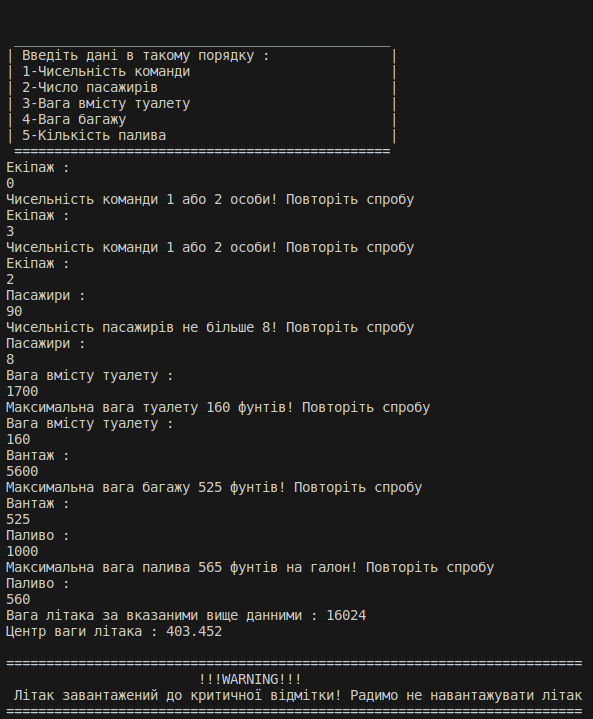 _______________________________________________
| Введіть дані в такому порядку :               |
| 1-Чисельність команди                         |
| 2-Число пасажирів                             |
| 3-Вага вмісту туалету                         |
| 4-Вага багажу                                 |
| 5-Кількість палива                            |
===============================================
Екіпаж :
0
Чисельність команди 1 або 2 особи! Повторіть спробу
Екіпаж :
3
Чисельність команди 1 або 2 особи! Повторіть спробу
Екіпаж :
2
Пасажири :
90
Чисельність пасажирів не більше 8! Повторіть спробу
Пасажири :
8
Вага вмісту туалету :
1700
Максимальна вага туалету 160 фунтів! Повторіть спробу
Вага вмісту туалету :
160
Вантаж :
5600
Максимальна вага багажу 525 фунтів! Повторіть спробу
Вантаж :
525
Паливо :
1000
Максимальна вага палива 565 фунтів на галон! Повторіть спробу
Паливо :
560
Вага літака за вказаними вище данними : 16024
Центр ваги літака : 403.452
========================================================================
!!!WARNING!!!
Літак завантажений до критичної відмітки! Радимо не навантажувати літак
========================================================================